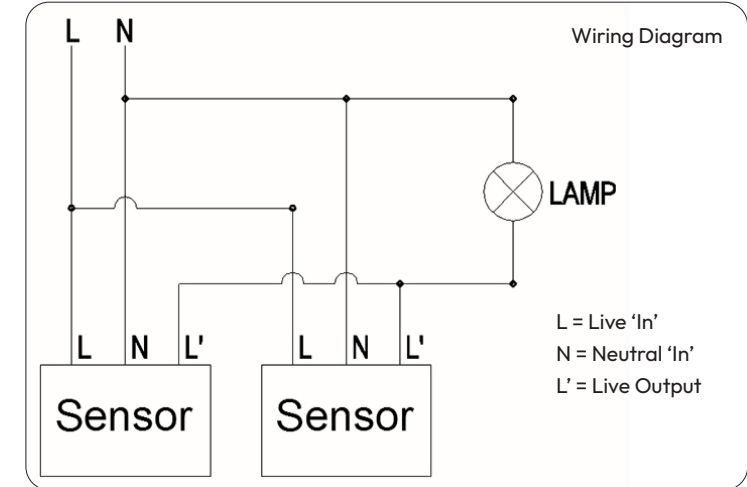 L N
Wiring Diagram
LAMP
L = Live ‘In’
N = Neutral ‘In’
L’ = Live Output
L N L' L N L'
Sensor Sensor